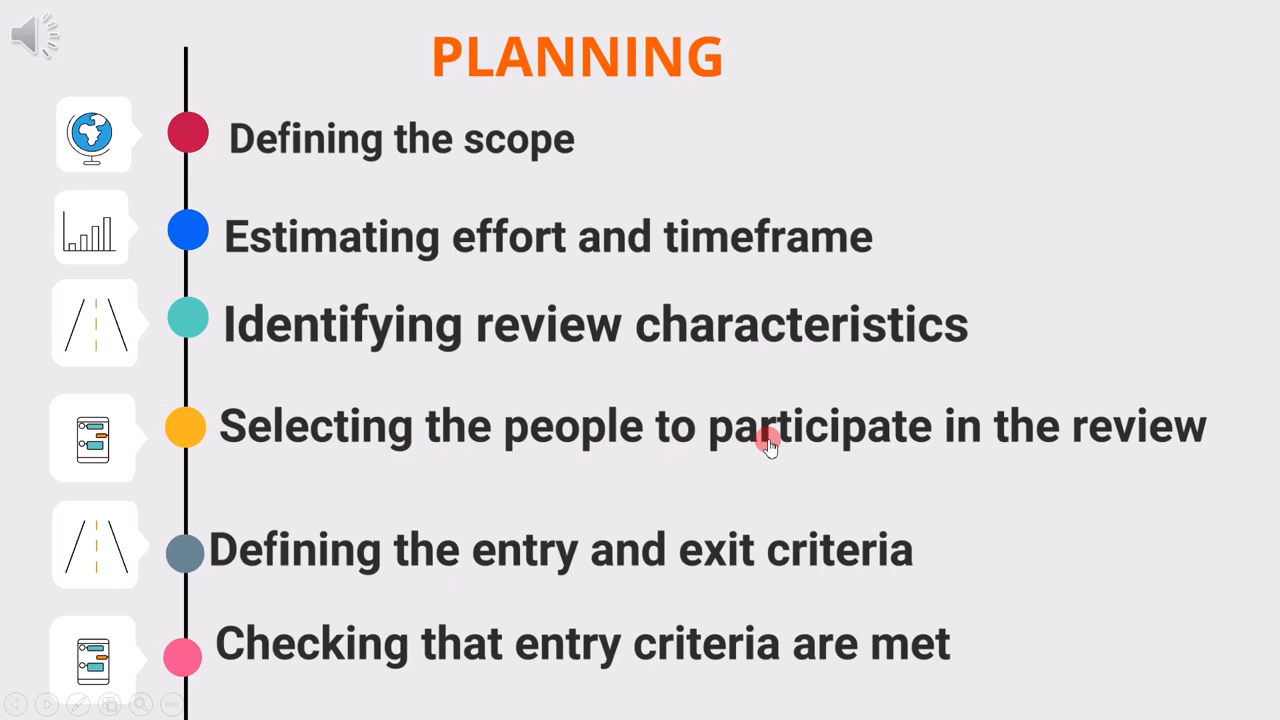 PLANNING
Defining the scope
Estimating effort and timeframe
Identifying review characteristics
Selecting the people to participate in the review
Defining the entry and exit criteria
Checking that entry criteria are met